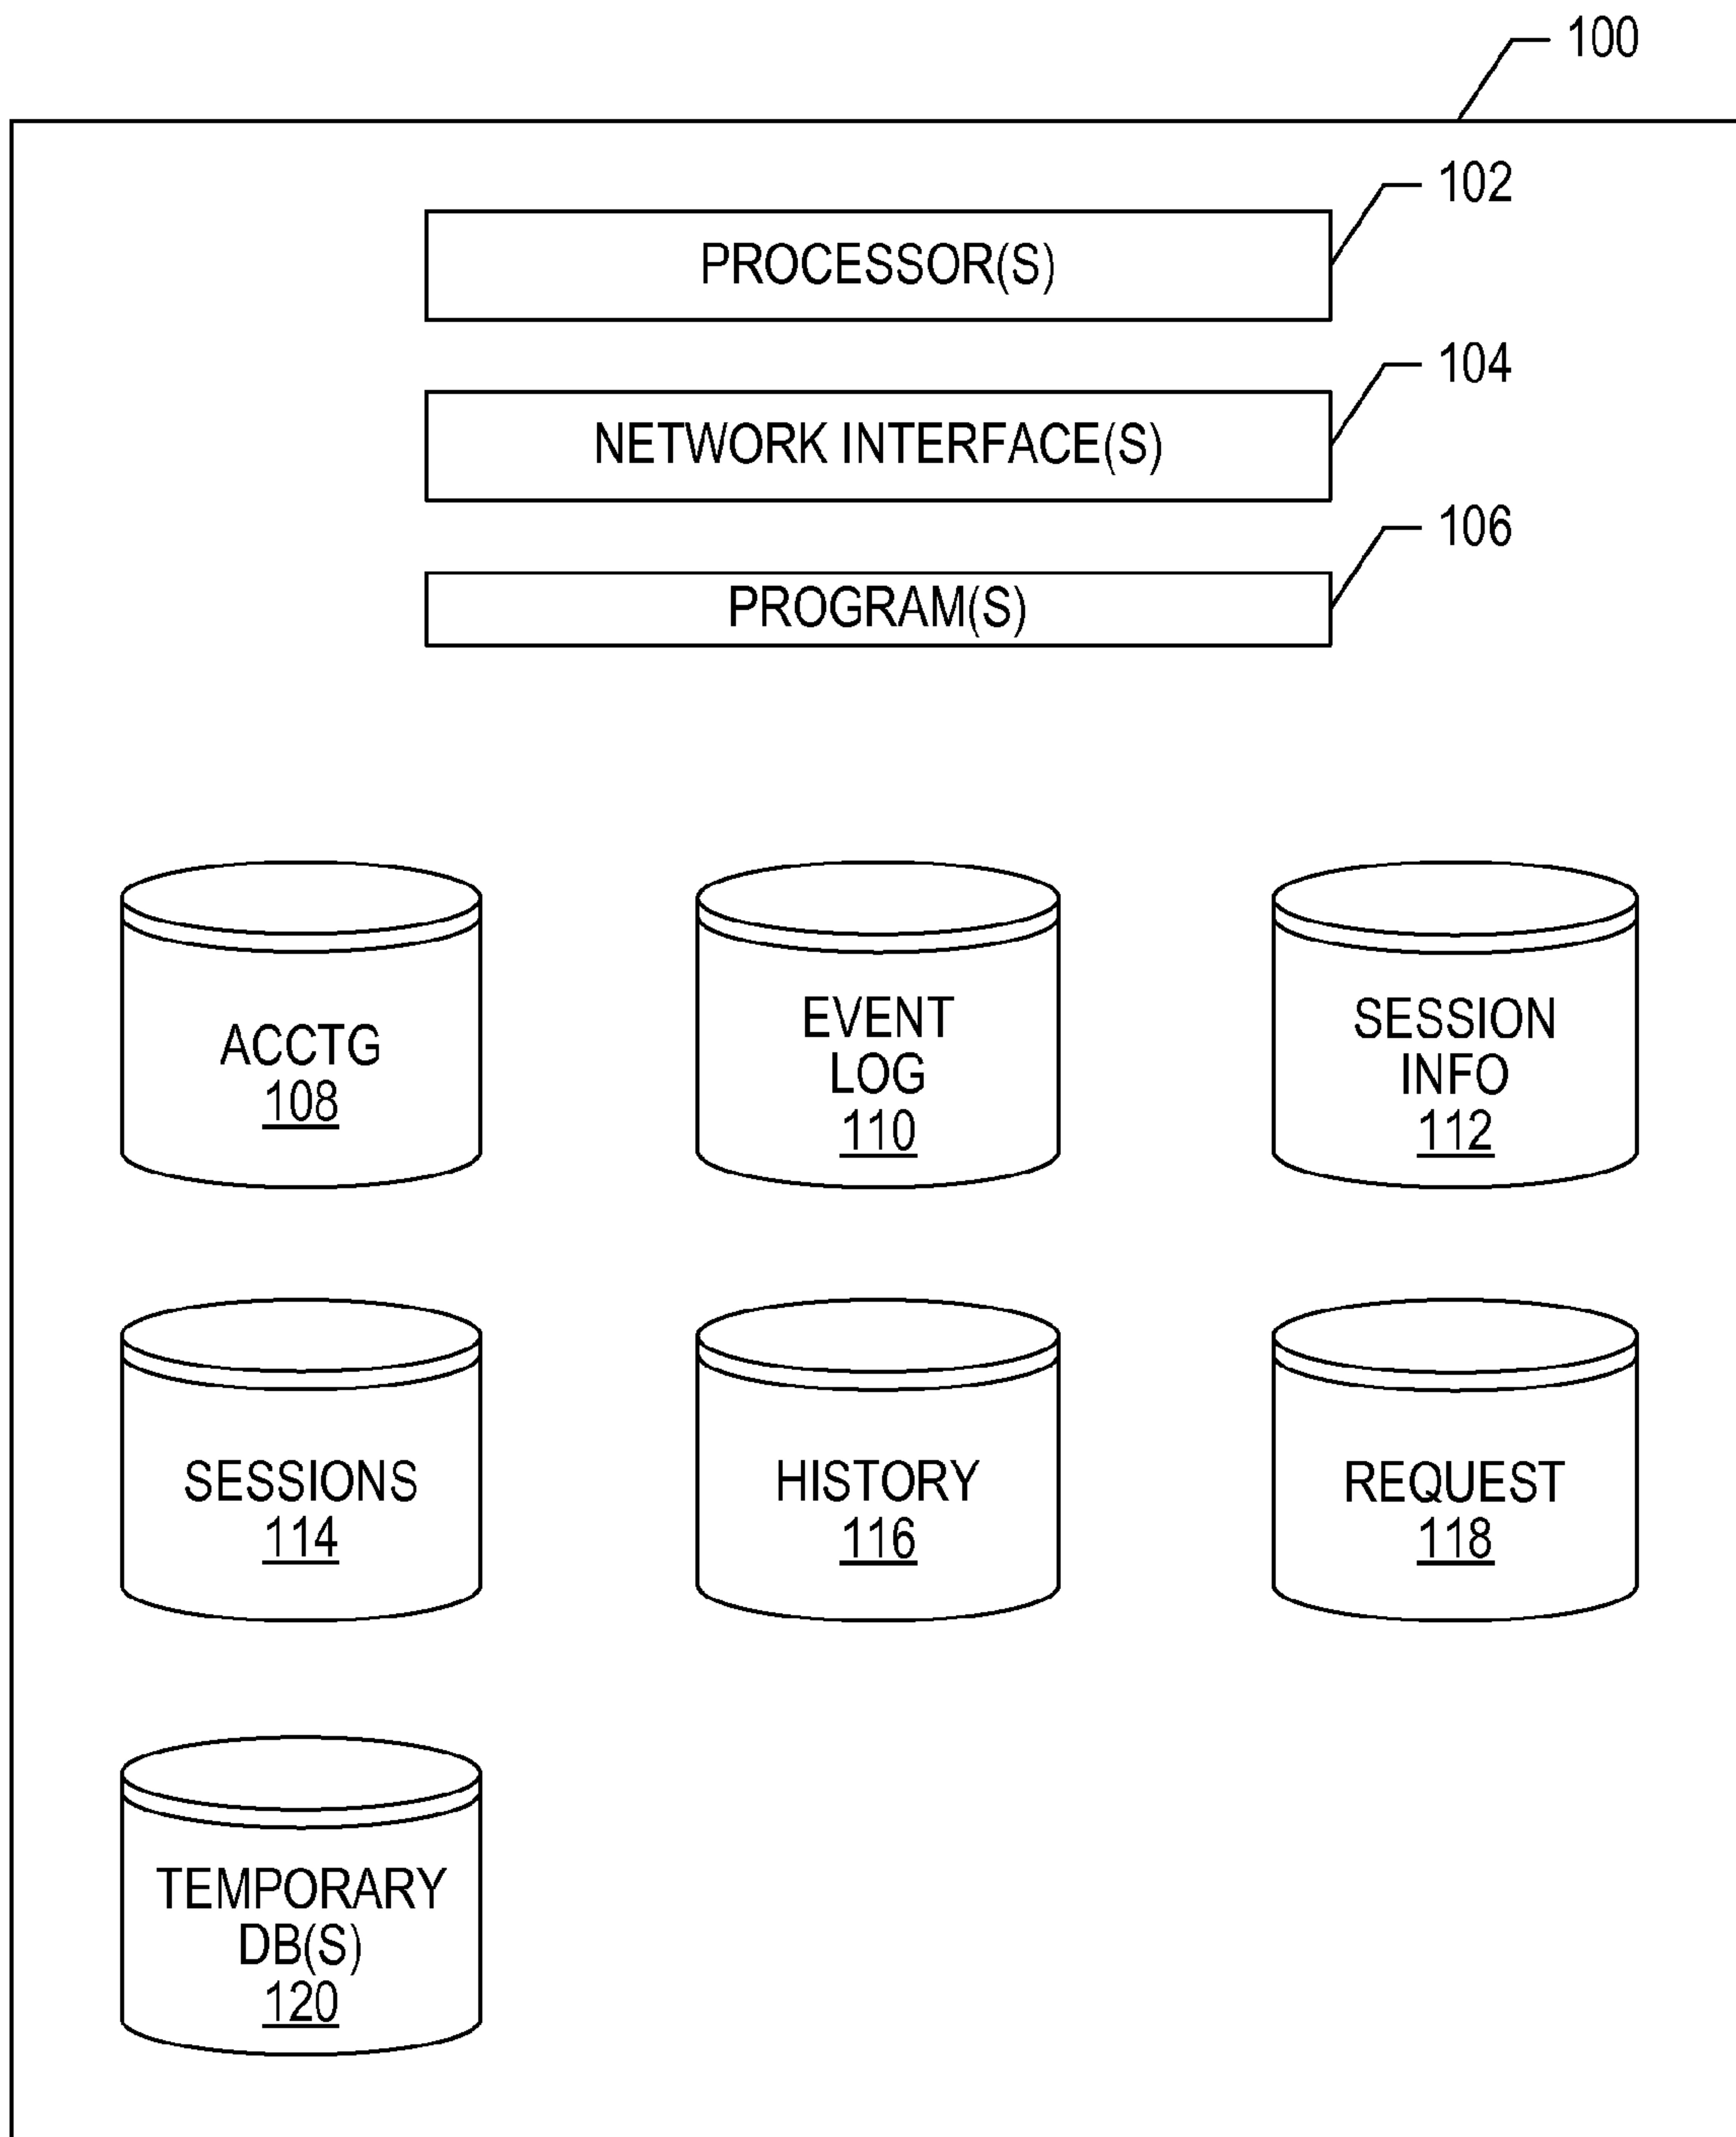 100
102
PROCESSOR(S)
104
NETWORK INTERFACE(S)
106
PROGRAM(S)
ACCTG
108
EVENT
LOG
110
SESSION
INFO
112
SESSIONS
114
HISTORY
116
REQUEST
118
TEMPORARY
DB(S)
120